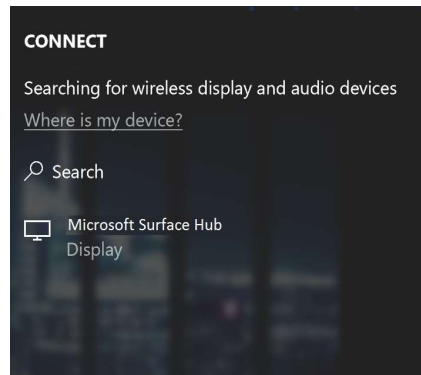 CONNECT
Searching for wireless display and audio devices
Where is my device?
Search
Microsoft Surface Hub
Display